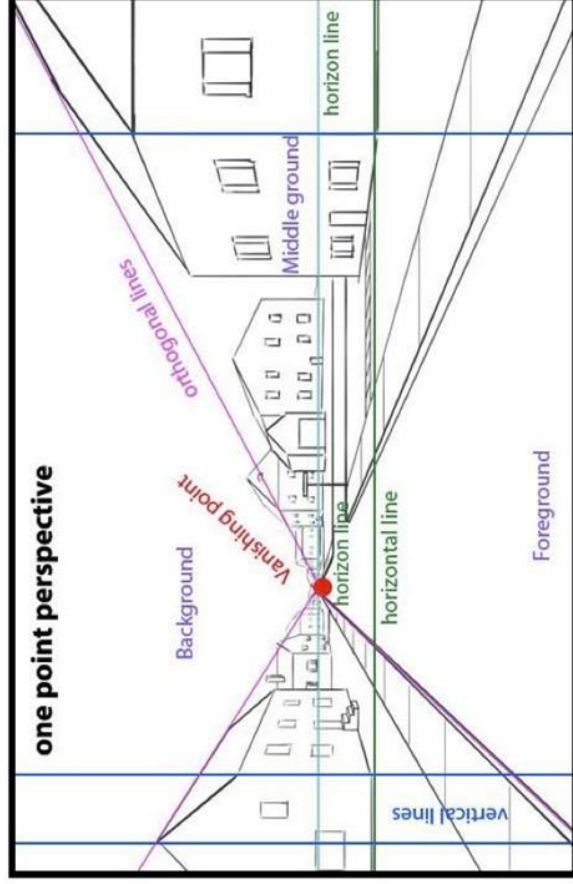 one point perspective
Background
orthogonal lines
Vanishing point
Middle ground
horizon line
horizon line
horizontal line
vertical lines
Foreground